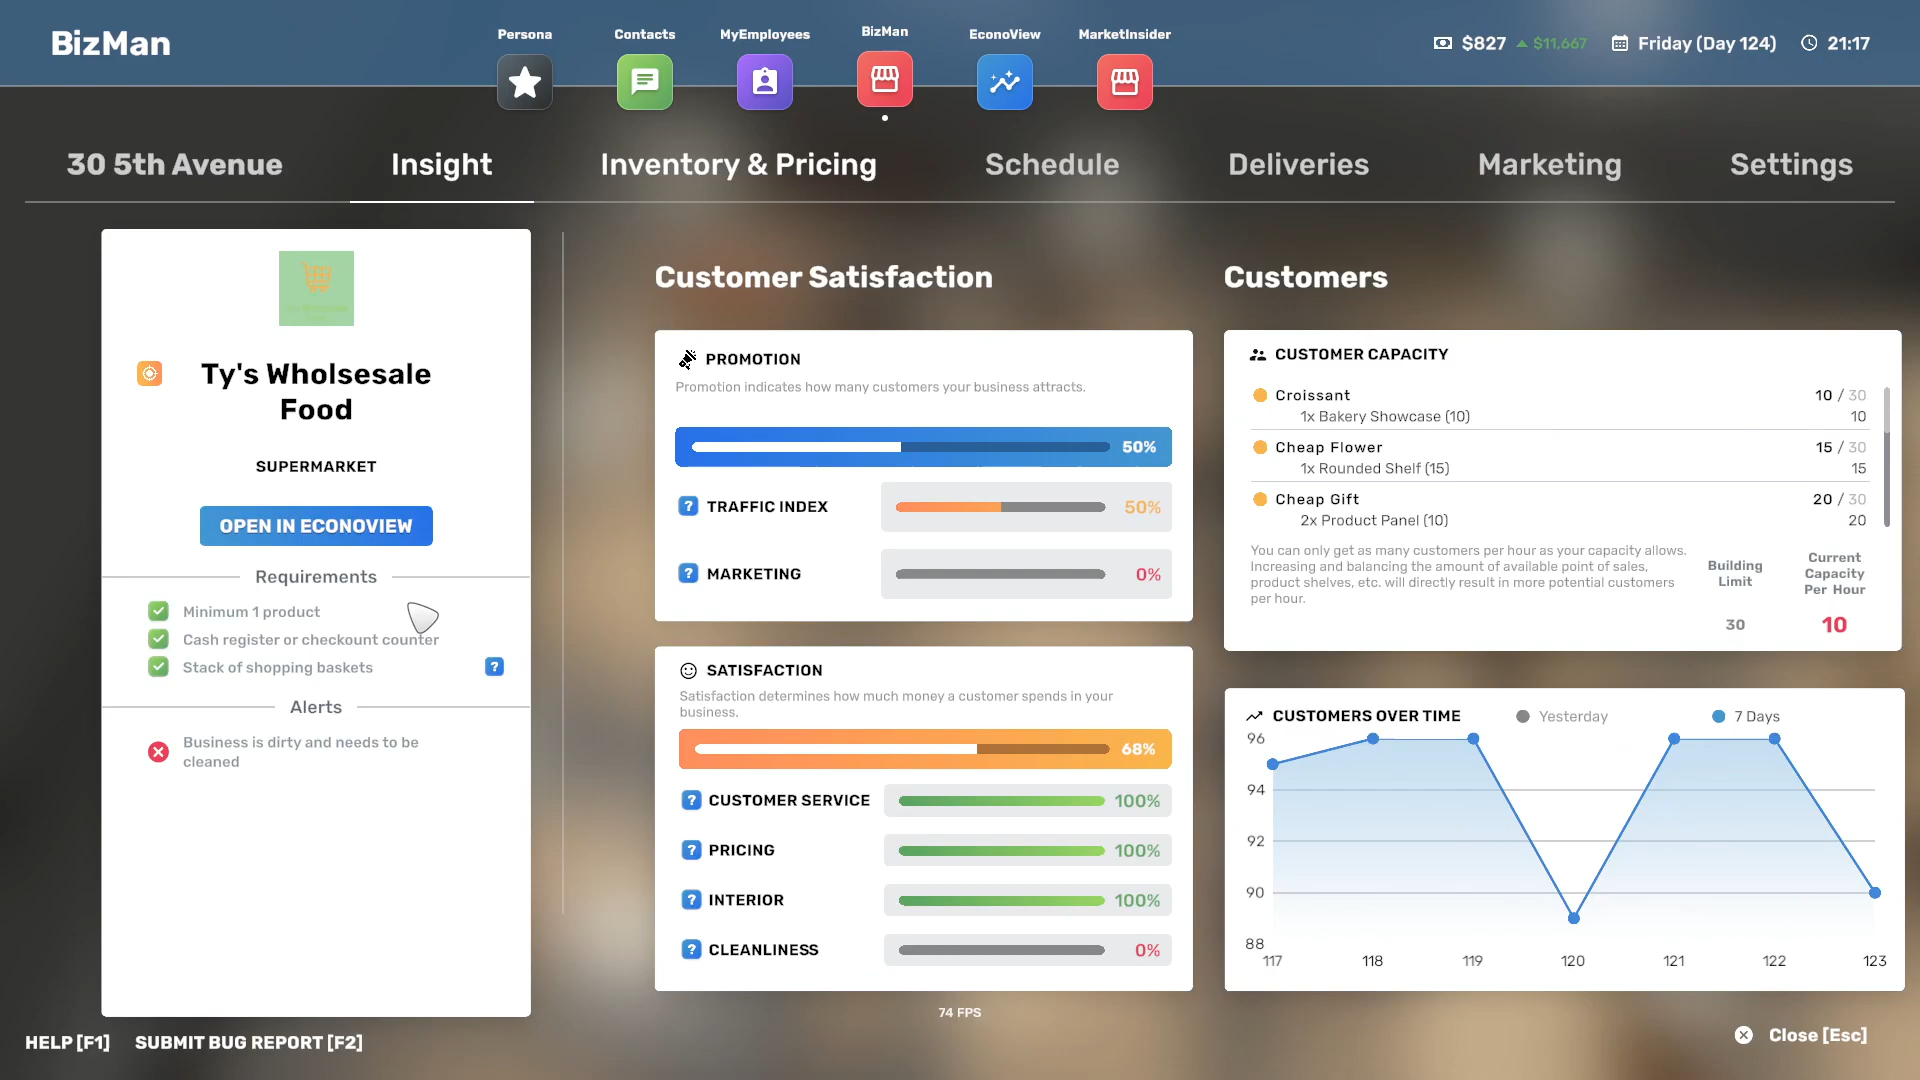 BizMan
Persona
Contacts
MyEmployees
BizMan
EconoView
MarketInsider
$827 $11,667 Friday (Day 124) 21:17
30 5th Avenue
Insight
Inventory & Pricing
Schedule
Deliveries
Marketing
Settings
Ty's Wholsesale
Food
SUPERMARKET
OPEN IN ECONOVIEW
Requirements
Minimum 1 product
Cash register or checkount counter
Stack of shopping baskets
?
Alerts
Business is dirty and needs to be
cleaned
Customer Satisfaction
PROMOTION
Promotion indicates how many customers your business attracts.
50%
? TRAFFIC INDEX 50%
? MARKETING 0%
SATISFACTION
Satisfaction determines how much money a customer spends in your
business.
68%
? CUSTOMER SERVICE 100%
? PRICING 100%
? INTERIOR 100%
? CLEANLINESS 0%
Customers
CUSTOMER CAPACITY
Croissant 10 / 30
1x Bakery Showcase (10) 10
Cheap Flower 15 / 30
1x Rounded Shelf (15) 15
Cheap Gift 20 / 30
2x Product Panel (10) 20
You can only get as many customers per hour as your capacity allows.
Increasing and balancing the amount of available point of sales,
product shelves, etc. will directly result in more potential customers
per hour.
Building
Limit
30
Current
Capacity
Per Hour
10
CUSTOMERS OVER TIME
Yesterday
7 Days
96
94
92
90
88
117 118 119 120 121 122 123
74 FPS
HELP [F1]
SUBMIT BUG REPORT [F2]
Close [Esc]